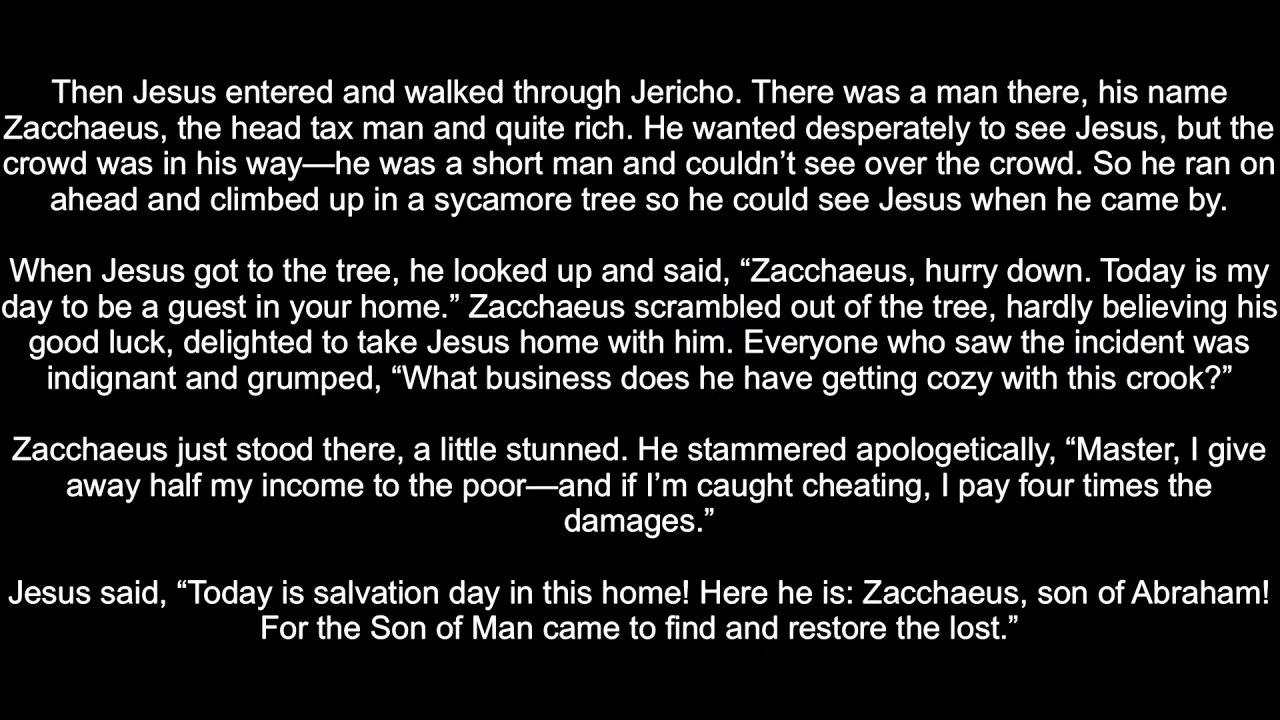 Then Jesus entered and walked through Jericho. There was a man there, his name
Zacchaeus, the head tax man and quite rich. He wanted desperately to see Jesus, but the
crowd was in his way—he was a short man and couldn’t see over the crowd. So he ran on
ahead and climbed up in a sycamore tree so he could see Jesus when he came by.
When Jesus got to the tree, he looked up and said, “Zacchaeus, hurry down. Today is my
day to be a guest in your home.” Zacchaeus scrambled out of the tree, hardly believing his
good luck, delighted to take Jesus home with him. Everyone who saw the incident was
indignant and grumped, “What business does he have getting cozy with this crook?”
Zacchaeus just stood there, a little stunned. He stammered apologetically, “Master, I give
away half my income to the poor—and if I’m caught cheating, I pay four times the
damages.”
Jesus said, “Today is salvation day in this home! Here he is: Zacchaeus, son of Abraham!
For the Son of Man came to find and restore the lost.”